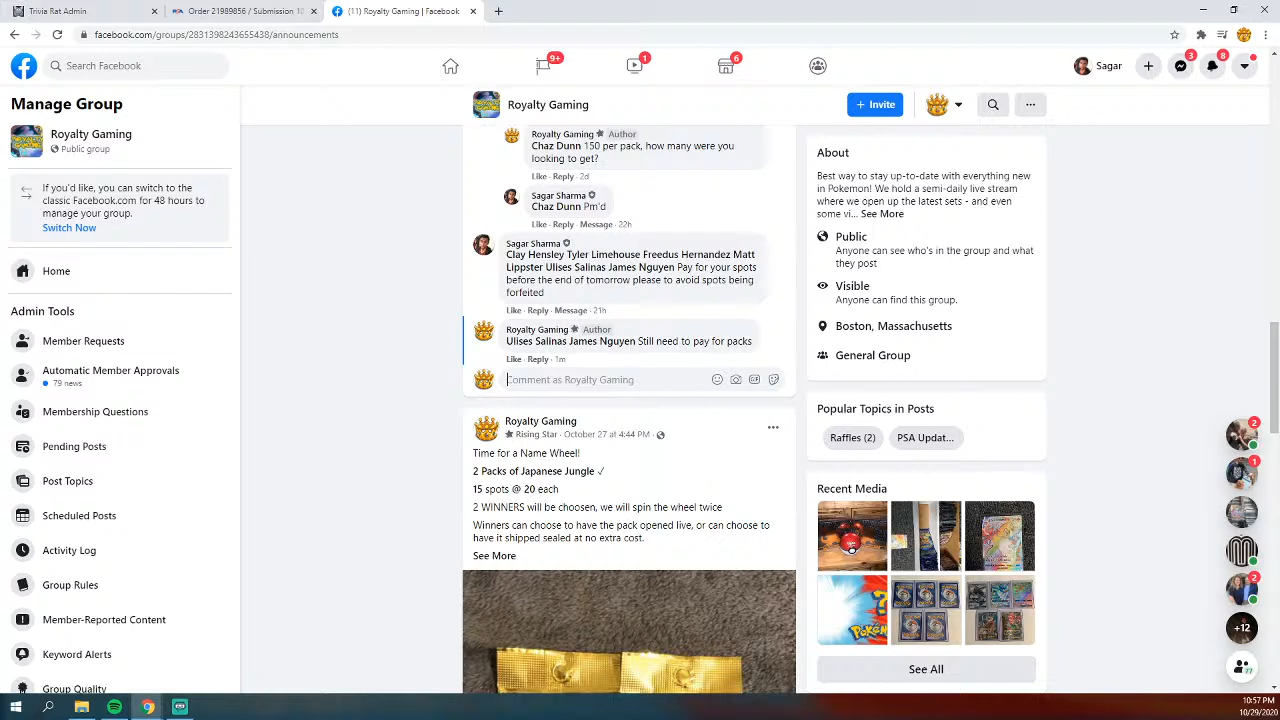 Trivia Rat Admin
Order 21989856 / Submission 10
(11) Royalty Gaming | Facebook
facebook.com/groups/2831398243655438/announcements
Search Facebook
9+
1
6
Sagar
3
8
Manage Group
Royalty Gaming
Public group
If you'd like, you can switch to the
classic Facebook.com for 48 hours to
manage your group.
Switch Now
Home
Admin Tools
Member Requests
Automatic Member Approvals
79 news
Membership Questions
Pending Posts
Post Topics
Scheduled Posts
Activity Log
Group Rules
Member-Reported Content
Keyword Alerts
Group Quality
Royalty Gaming
+ Invite
Royalty Gaming Author
Chaz Dunn 150 per pack, how many were you
looking to get?
Like · Reply · 2d
Sagar Sharma
Chaz Dunn Pm'd
Like · Reply · Message · 22h
Sagar Sharma
Clay Hensley Tyler Limehouse Freedus Hernandez Matt
Lippster Ulises Salinas James Nguyen Pay for your spots
before the end of tomorrow please to avoid spots being
forfeited
Like · Reply · Message · 21h
Royalty Gaming Author
Ulises Salinas James Nguyen Still need to pay for packs
Like · Reply · 1m
Comment as Royalty Gaming
Royalty Gaming
Rising Star · October 27 at 4:44 PM ·
Time for a Name Wheel!
2 Packs of Japanese Jungle ✓
15 spots @ 20 each
2 WINNERS will be chosen, we will spin the wheel twice
Winners can choose to have the pack opened live, or can choose to
have it shipped sealed at no extra cost.
See More
About
Best way to stay up-to-date with everything new
in Pokemon! We hold a semi-daily live stream
where we open up the latest sets - and even
some vi... See More
Public
Anyone can see who's in the group and what
they post
Visible
Anyone can find this group.
Boston, Massachusetts
General Group
Popular Topics in Posts
Raffles (2)
PSA Updat...
Recent Media
See All
2
1
2
+12
77
10:57 PM
10/29/2020